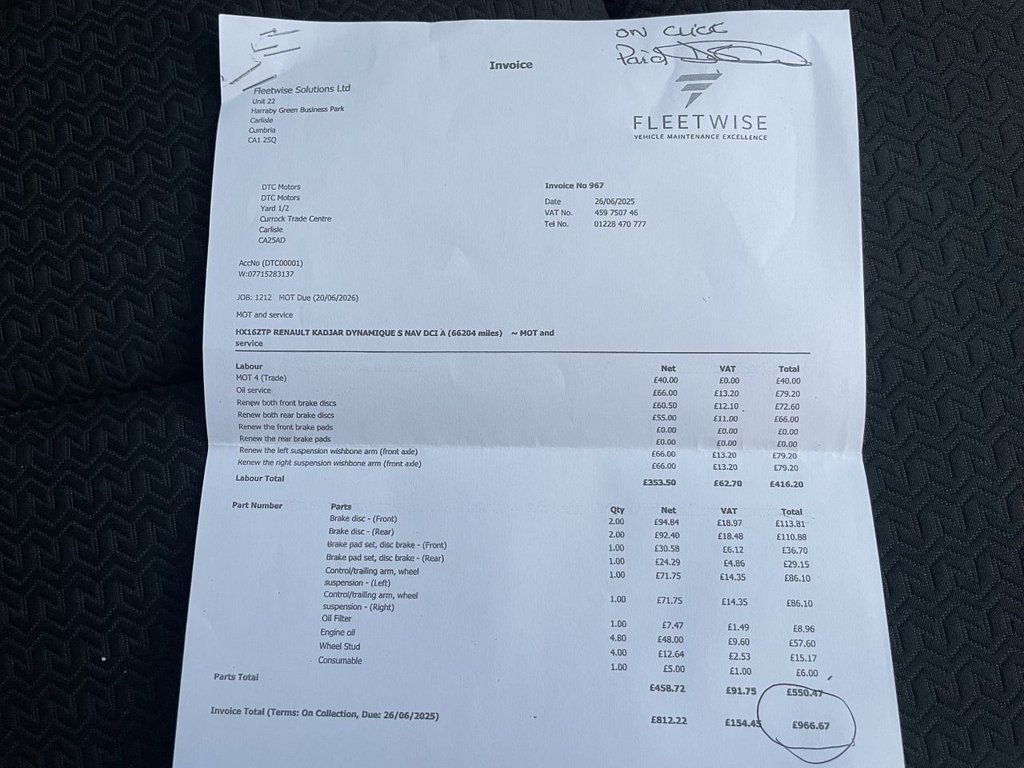 ON CLICK
Paid
Invoice
Fleetwise Solutions Ltd
Unit 22
Harraby Green Business Park
Carlisle
Cumbria
CA1 2SQ
FLEETWISE
VEHICLE MAINTENANCE EXCELLENCE
DTC Motors
DTC Motors
Yard 1/2
Currock Trade Centre
Carlisle
CA25AD
Invoice No 967
Date 26/06/2025
VAT No. 459 7507 46
Tel No. 01228 470 777
AccNo (DTC00001)
W:07715283137
JOB: 1212 MOT Due (20/06/2026)
MOT and service
HX16ZTP RENAULT KADJAR DYNAMIQUE S NAV DCI A (66204 miles) ~ MOT and
service
Labour Net VAT Total
MOT 4 (Trade) £40.00 £0.00 £40.00
Oil service £66.00 £13.20 £79.20
Renew both front brake discs £60.50 £12.10 £72.60
Renew both rear brake discs £55.00 £11.00 £66.00
Renew the front brake pads £0.00 £0.00 £0.00
Renew the rear brake pads £0.00 £0.00 £0.00
Renew the left suspension wishbone arm (front axle) £66.00 £13.20 £79.20
Renew the right suspension wishbone arm (front axle) £66.00 £13.20 £79.20
Labour Total £353.50 £62.70 £416.20
Part Number Parts Qty Net VAT Total
Brake disc - (Front) 2.00 £94.84 £18.97 £113.81
Brake disc - (Rear) 2.00 £92.40 £18.48 £110.88
Brake pad set, disc brake - (Front) 1.00 £30.58 £6.12 £36.70
Brake pad set, disc brake - (Rear) 1.00 £24.29 £4.86 £29.15
Control/trailing arm, wheel 1.00 £71.75 £14.35 £86.10
suspension - (Left)
Control/trailing arm, wheel 1.00 £71.75 £14.35 £86.10
suspension - (Right)
Oil Filter 1.00 £7.47 £1.49 £8.96
Engine oil 4.80 £48.00 £9.60 £57.60
Wheel Stud 4.00 £12.64 £2.53 £15.17
Consumable 1.00 £5.00 £1.00 £6.00
Parts Total £458.72 £91.75 £550.47
Invoice Total (Terms: On Collection, Due: 26/06/2025) £812.22 £154.45 £966.67